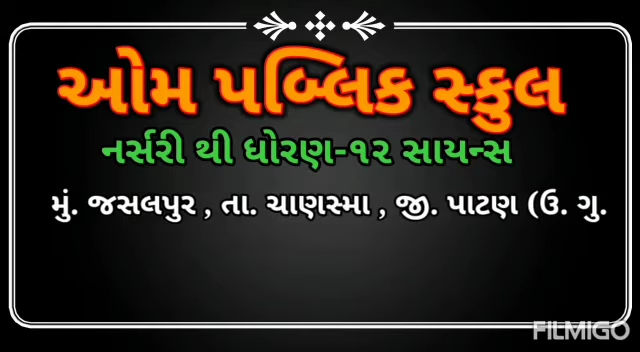 ઓમ પબ્લિક સ્કુલ
નર્સરી થી ધોરણ-૧૨ સાયન્સ
મું. જસલપુર , તા. ચાણસ્મા , જી. પાટણ (ઉ. ગુ.
FILMIGO